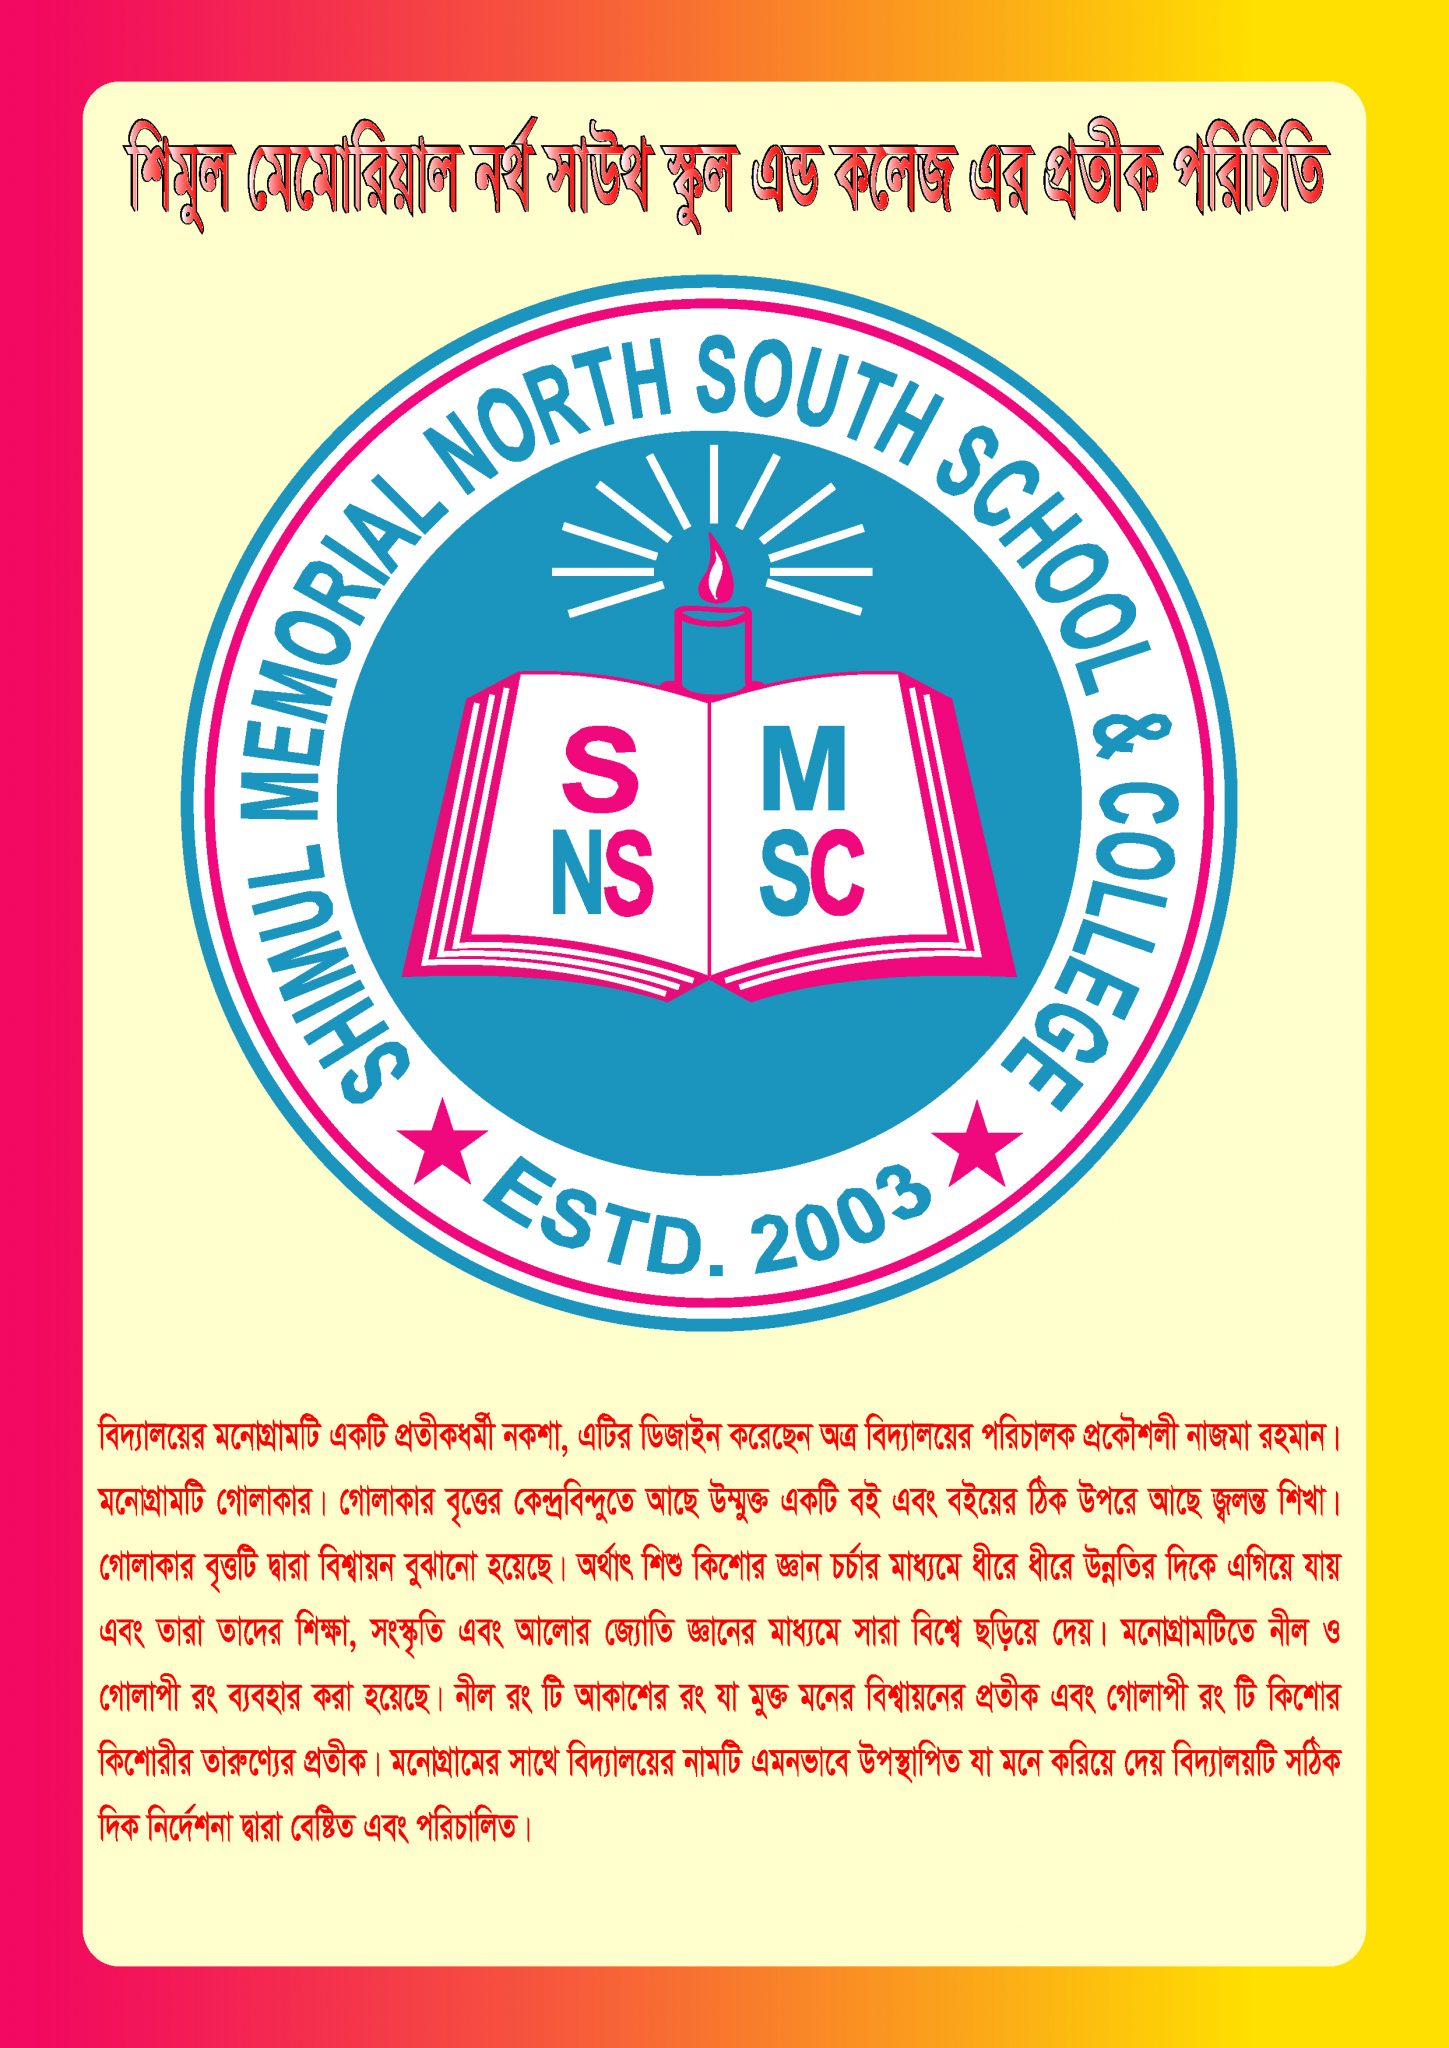 শিমুল মেমোরিয়াল নর্থ সাউথ স্কুল এন্ড কলেজ এর প্রতীক পরিচিতি
SHIMUL MEMORIAL NORTH SOUTH SCHOOL & COLLEGE
S M
NS SC
★ ESTD. 2003 ★
বিদ্যালয়ের মনোগ্রামটি একটি প্রতীকধর্মী নকশা, এটির ডিজাইন করেছেন অত্র বিদ্যালয়ের পরিচালক প্রকৌশলী নাজমা রহমান।
মনোগ্রামটি গোলাকার। গোলাকার বৃত্তের কেন্দ্রবিন্দুতে আছে উম্মুক্ত একটি বই এবং বইয়ের ঠিক উপরে আছে জ্বলন্ত শিখা।
গোলাকার বৃত্তটি দ্বারা বিশ্বায়ন বুঝানো হয়েছে। অর্থাৎ শিশু কিশোর জ্ঞান চর্চার মাধ্যমে ধীরে ধীরে উন্নতির দিকে এগিয়ে যায়
এবং তারা তাদের শিক্ষা, সংস্কৃতি এবং আলোর জ্যোতি জ্ঞানের মাধ্যমে সারা বিশ্বে ছড়িয়ে দেয়। মনোগ্রামটিতে নীল ও
গোলাপী রং ব্যবহার করা হয়েছে। নীল রং টি আকাশের রং যা মুক্ত মনের বিশ্বায়নের প্রতীক এবং গোলাপী রং টি কিশোর
কিশোরীর তারুণ্যের প্রতীক। মনোগ্রামের সাথে বিদ্যালয়ের নামটি এমনভাবে উপস্থাপিত যা মনে করিয়ে দেয় বিদ্যালয়টি সঠিক
দিক নির্দেশনা দ্বারা বেষ্টিত এবং পরিচালিত।